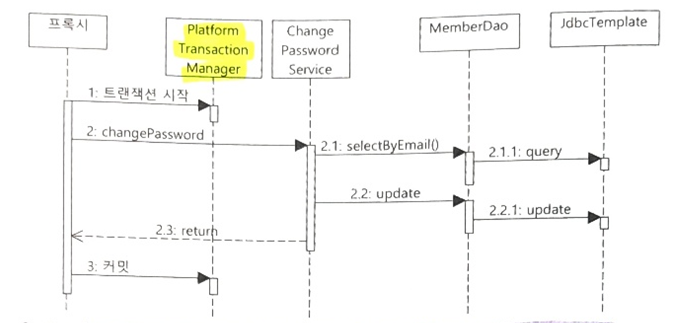 프록시
Platform
Transaction
Manager
Change
Password
Service
MemberDao
JdbcTemplate
1: 트랜잭션 시작
2: changePassword
2.1: selectByEmail()
2.1.1: query
2.2: update
2.2.1: update
2.3: return
3: 커밋